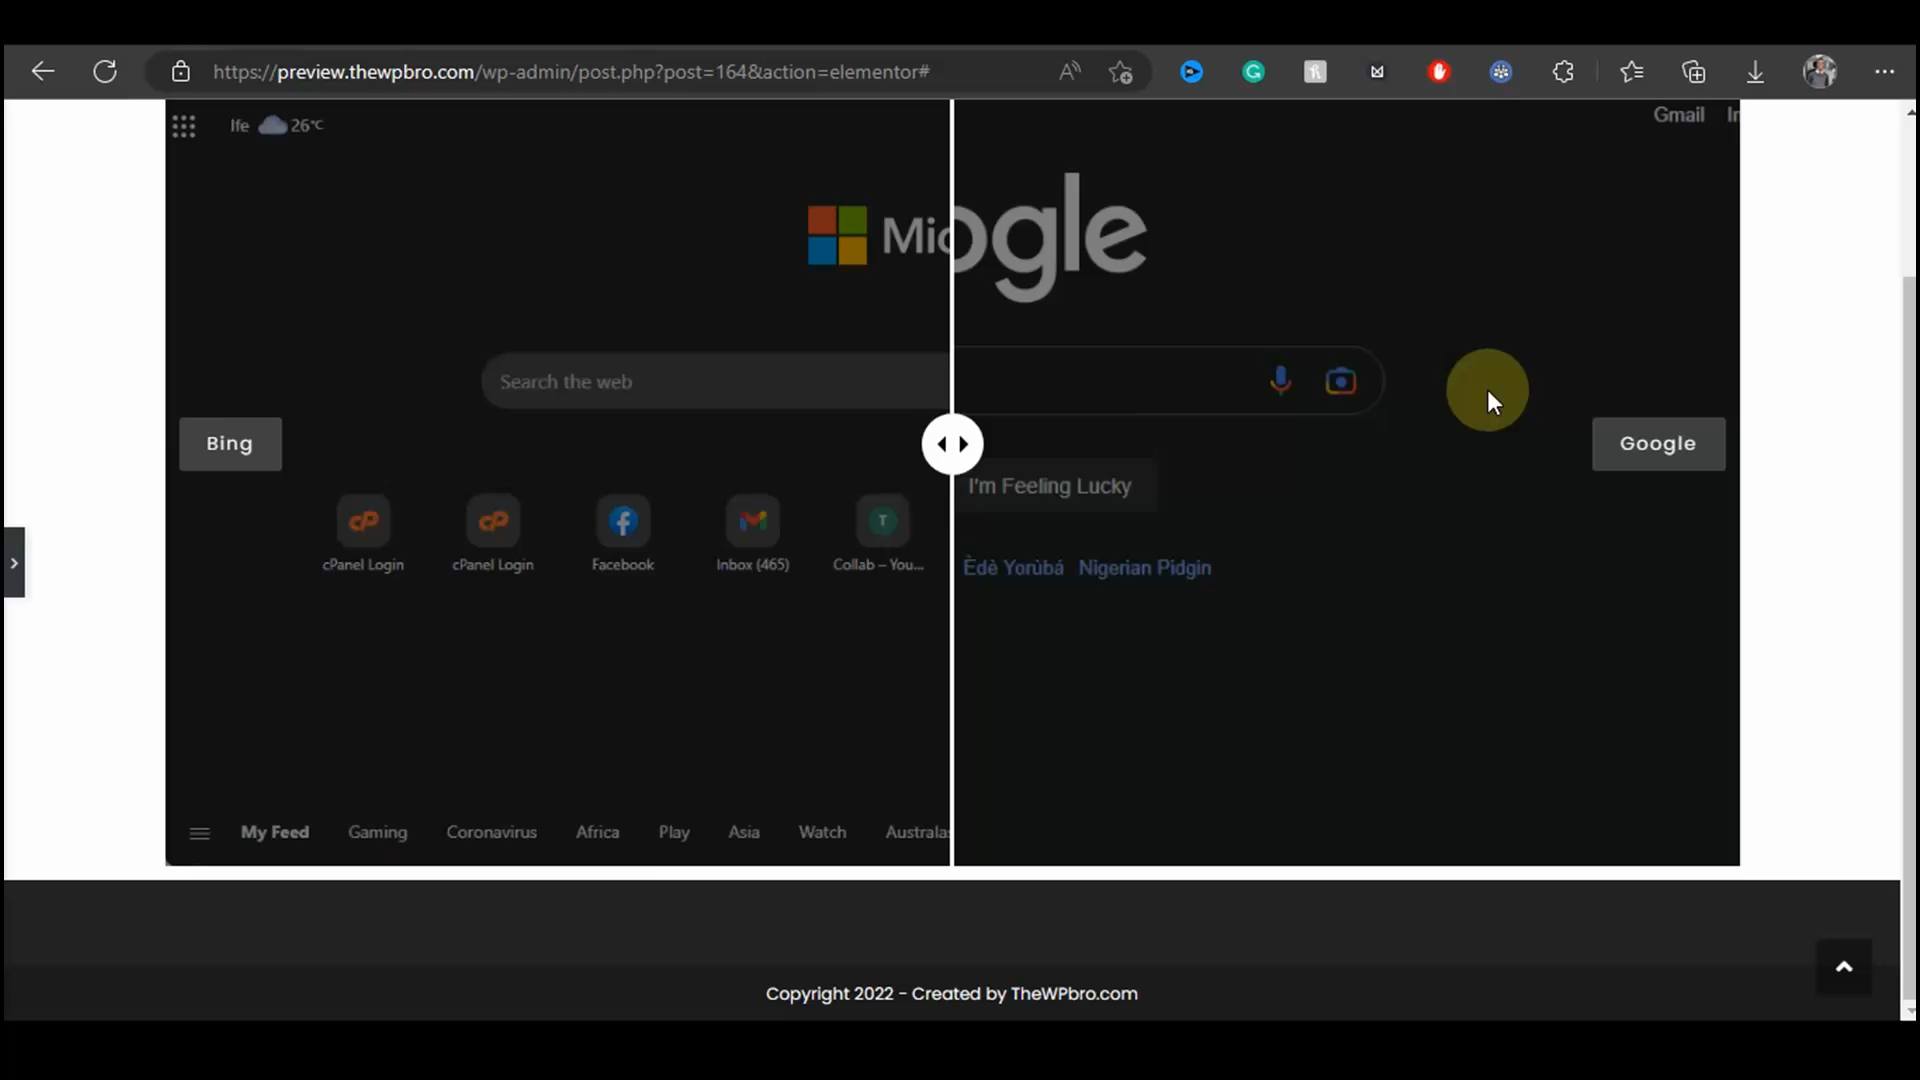 https://preview.thewpbro.com/wp-admin/post.php?post=164&action=elementor#
Ife 26°C
Gmail
Mic
ogle
Search the web
Bing
Google
I'm Feeling Lucky
cPanel Login
cPanel Login
Facebook
Inbox (465)
T
Collab – You...
Èdè Yorùbá Nigerian Pidgin
My Feed Gaming Coronavirus Africa Play Asia Watch Australas
Copyright 2022 - Created by TheWPbro.com